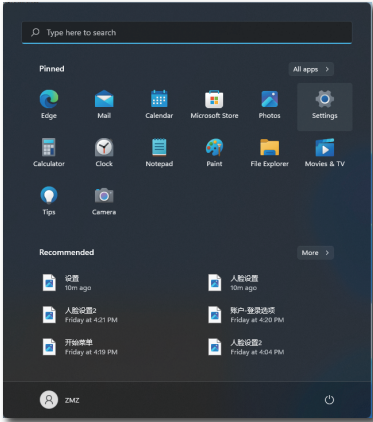 Type here to search
Pinned
All apps >
Edge
Mail
Calendar
Microsoft Store
Photos
Settings
Calculator
Clock
Notepad
Paint
File Explorer
Movies & TV
Tips
Camera
Recommended
More >
设置
10m ago
人脸设置
10m ago
人脸设置2
Friday at 4:21 PM
账户-登录选项
Friday at 4:20 PM
开始菜单
Friday at 4:19 PM
人脸设置2
Friday at 4:04 PM
ZMZ